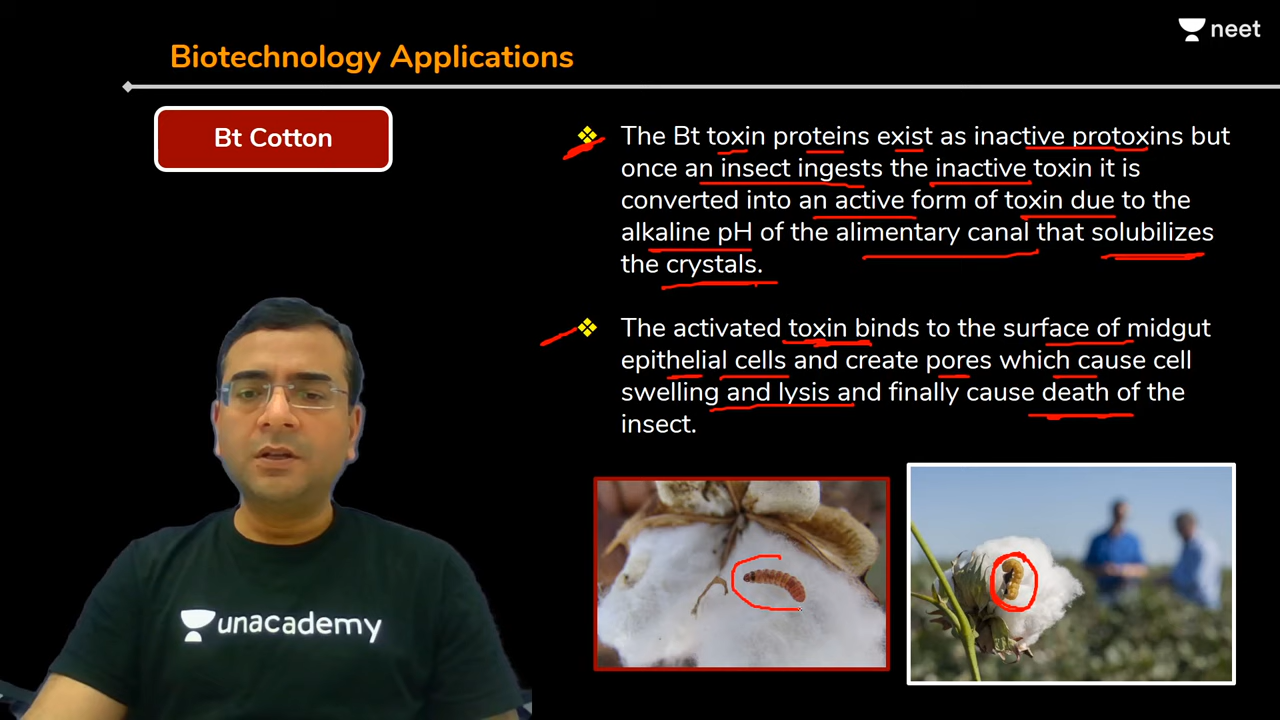 neet
Biotechnology Applications
Bt Cotton
The Bt toxin proteins exist as inactive protoxins but
once an insect ingests the inactive toxin it is
converted into an active form of toxin due to the
alkaline pH of the alimentary canal that solubilizes
the crystals.
The activated toxin binds to the surface of midgut
epithelial cells and create pores which cause cell
swelling and lysis and finally cause death of the
insect.
unacademy